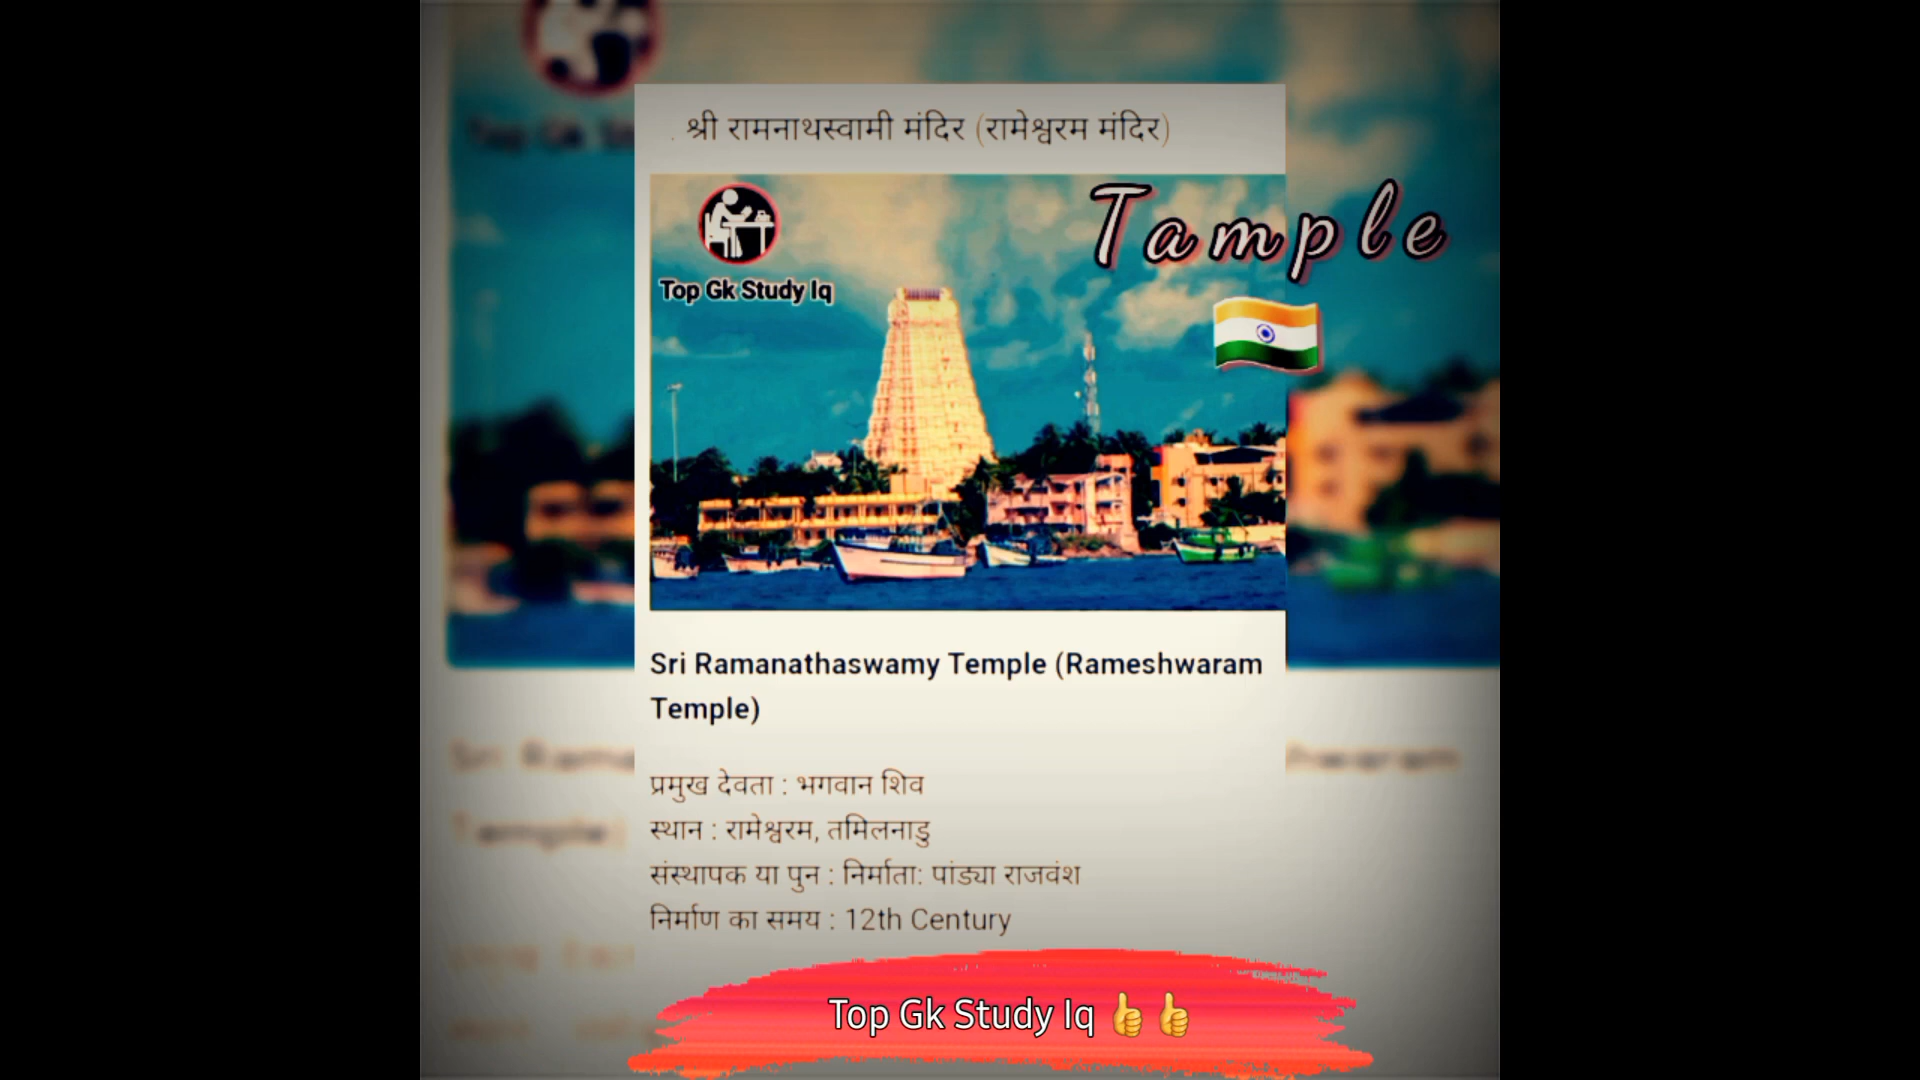 श्री रामनाथस्वामी मंदिर (रामेश्वरम मंदिर)
Tample
Top Gk Study Iq
Sri Ramanathaswamy Temple (Rameshwaram
Temple)
प्रमुख देवता : भगवान शिव
स्थान : रामेश्वरम, तमिलनाडु
संस्थापक या पुन : निर्माता: पांड्या राजवंश
निर्माण का समय : 12th Century
Top Gk Study Iq 👍👍